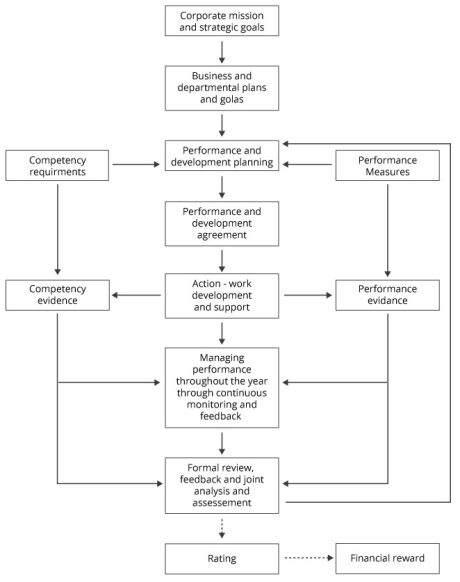 Corporate mission
and strategic goals
Business and
departmental plans
and golas
Competency
requirments
Performance and
development planning
Performance
Measures
Performance and
development
agreement
Competency
evidence
Action - work
development
and support
Performance
evidance
Managing
performance
throughout the year
through continuous
monitoring and
feedback
Formal review,
feedback and joint
analysis and
assessement
Rating
Financial reward